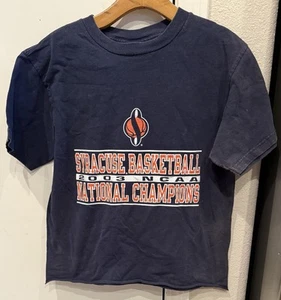 SYRACUSE BASKETBALL
2003 NCAA
NATIONAL CHAMPIONS